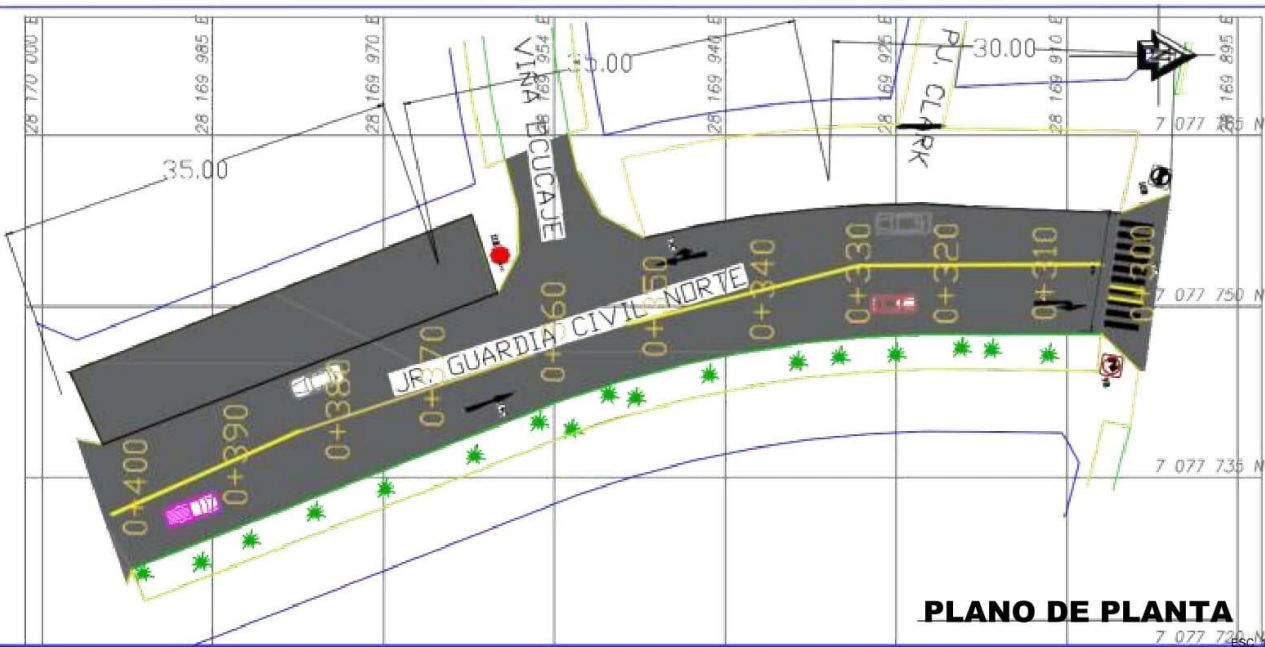 28 170 000 E
28 169 985
28 169 970
28 169 954 E
28 169 940
28 169 925
28 169 910 E
28 169 895
N
7 077 765 N
7 077 750 N
7 077 735 N
7 077 720 N
35.00
35.00
30.00
VIÑA OCUCAJE
PJ. CLARK
JR. GUARDIA CIVIL NORTE
0+400
0+390
0+380
0+370
0+360
0+350
0+340
0+330
0+320
0+310
0+300
PLANO DE PLANTA
ESC